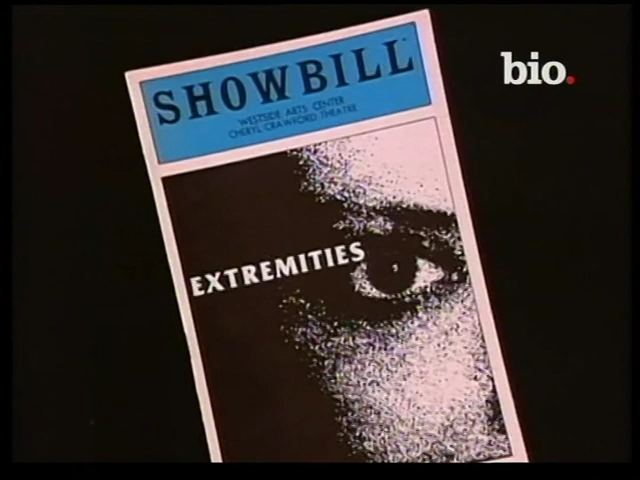 SHOWBILL
WESTSIDE ARTS CENTER
CHERYL CRAWFORD THEATRE
EXTREMITIES
bio.